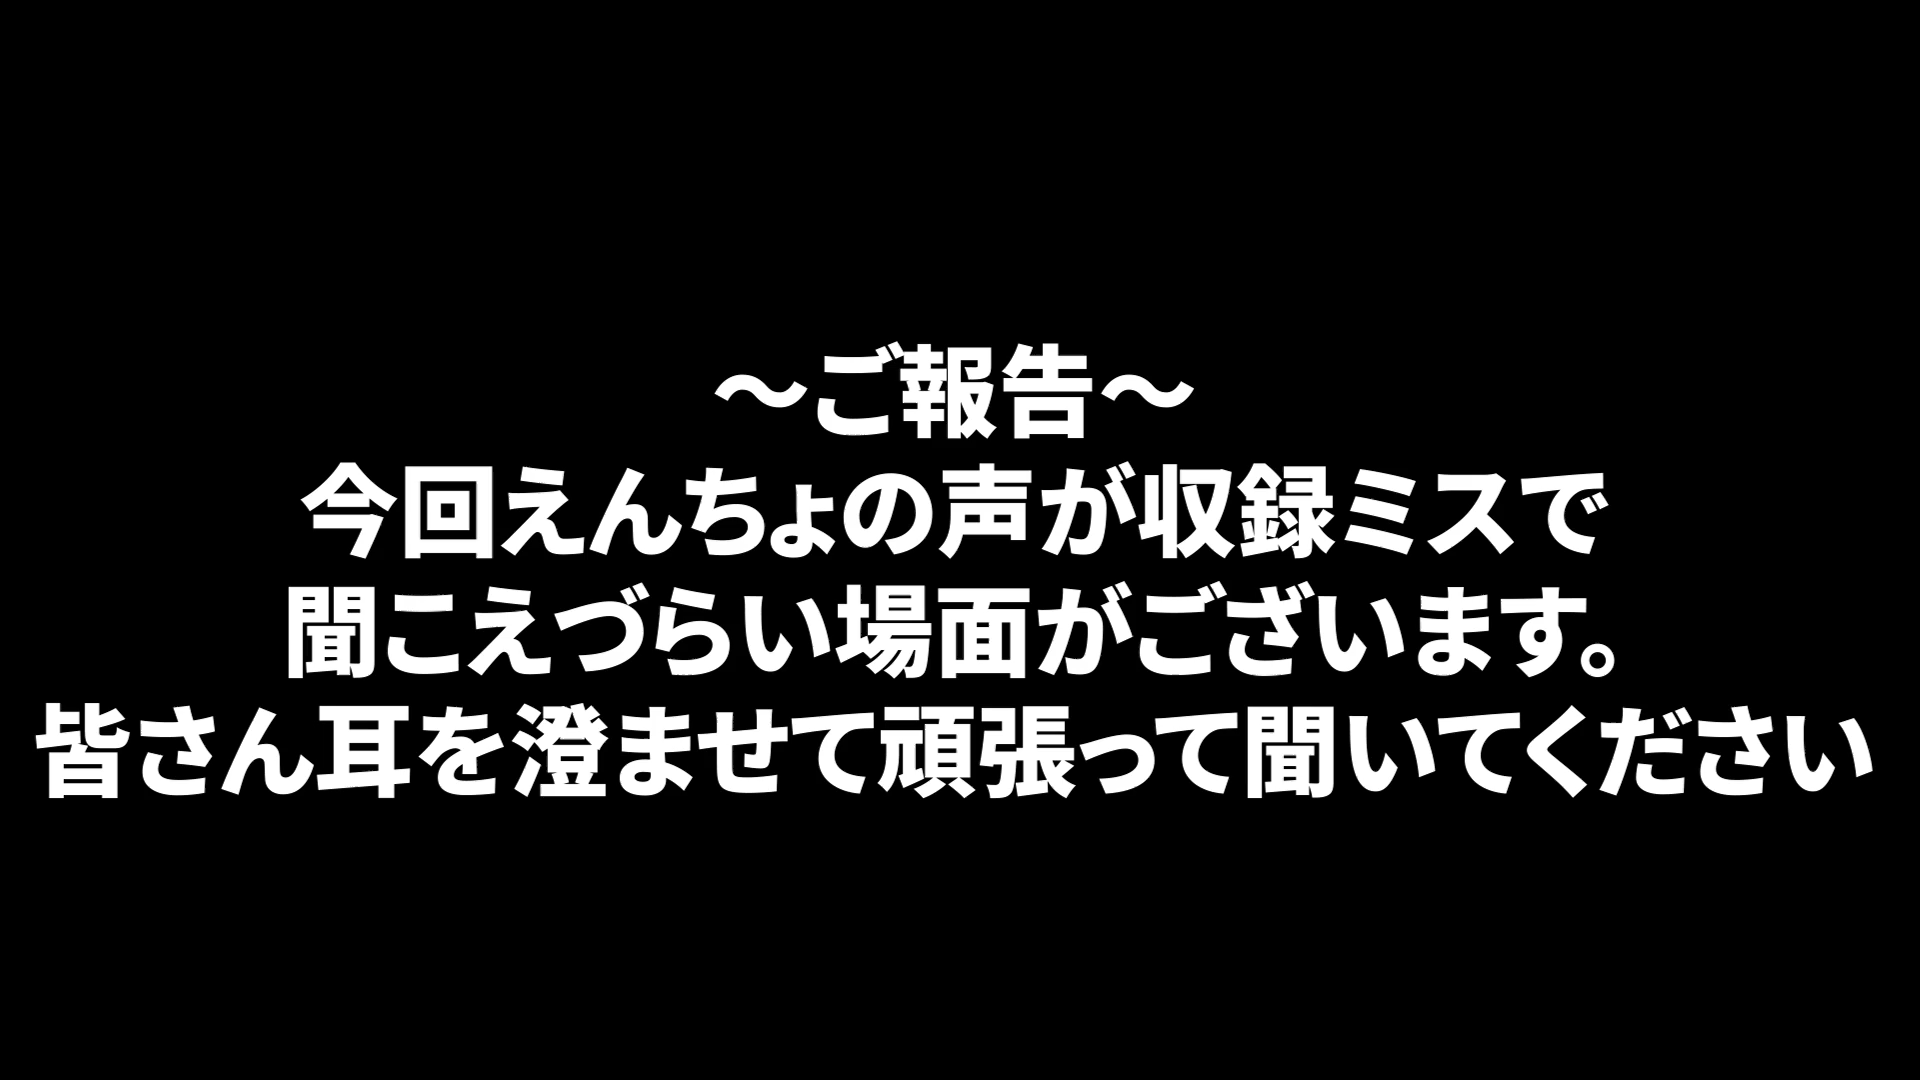 ～ご報告～
今回えんちょの声が収録ミスで
聞こえづらい場面がございます。
皆さん耳を澄ませて頑張って聞いてください